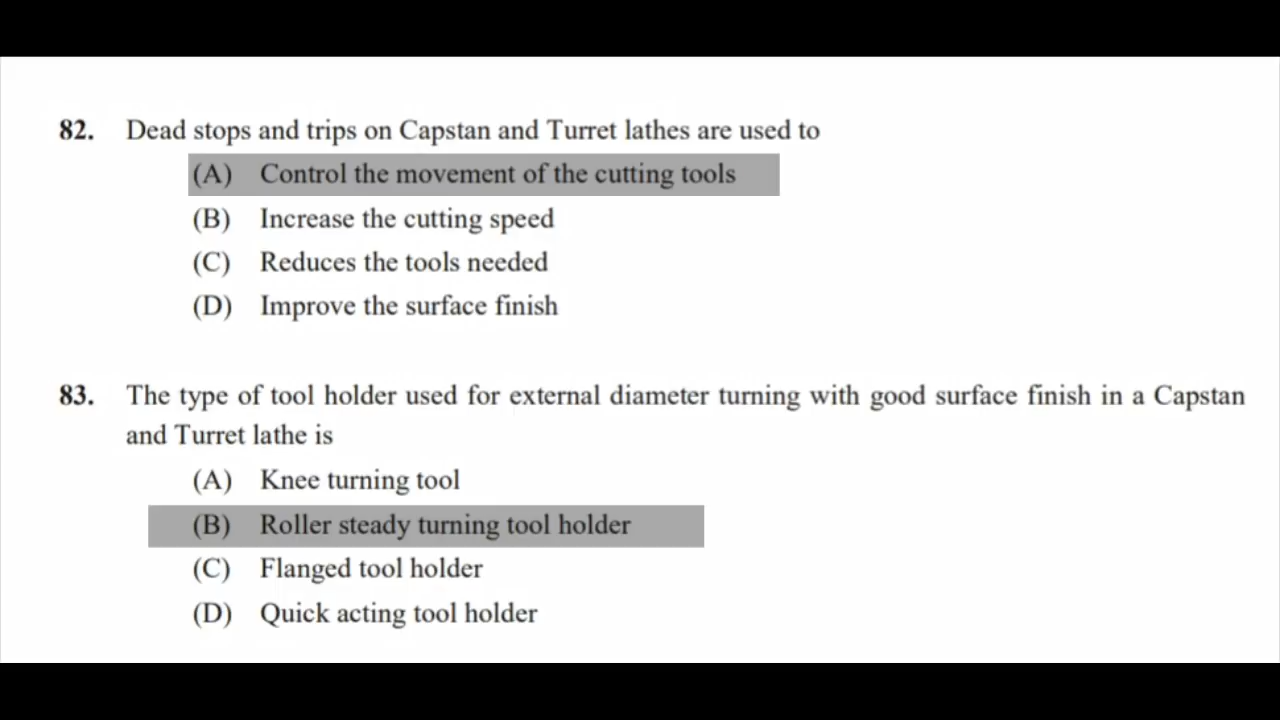 82. Dead stops and trips on Capstan and Turret lathes are used to
(A) Control the movement of the cutting tools
(B) Increase the cutting speed
(C) Reduces the tools needed
(D) Improve the surface finish
83. The type of tool holder used for external diameter turning with good surface finish in a Capstan
and Turret lathe is
(A) Knee turning tool
(B) Roller steady turning tool holder
(C) Flanged tool holder
(D) Quick acting tool holder